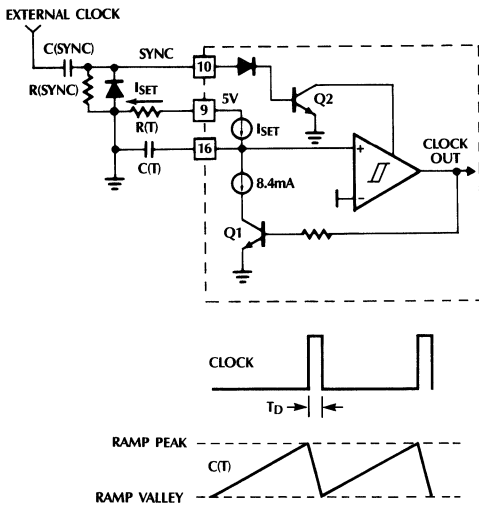 EXTERNAL CLOCK
C(SYNC)
SYNC
10
R(SYNC)
ISET
Q2
9
5V
R(T)
ISET
CLOCK
OUT
16
+
C(T)
8.4mA
−
Q1
CLOCK
TD
RAMP PEAK
C(T)
RAMP VALLEY